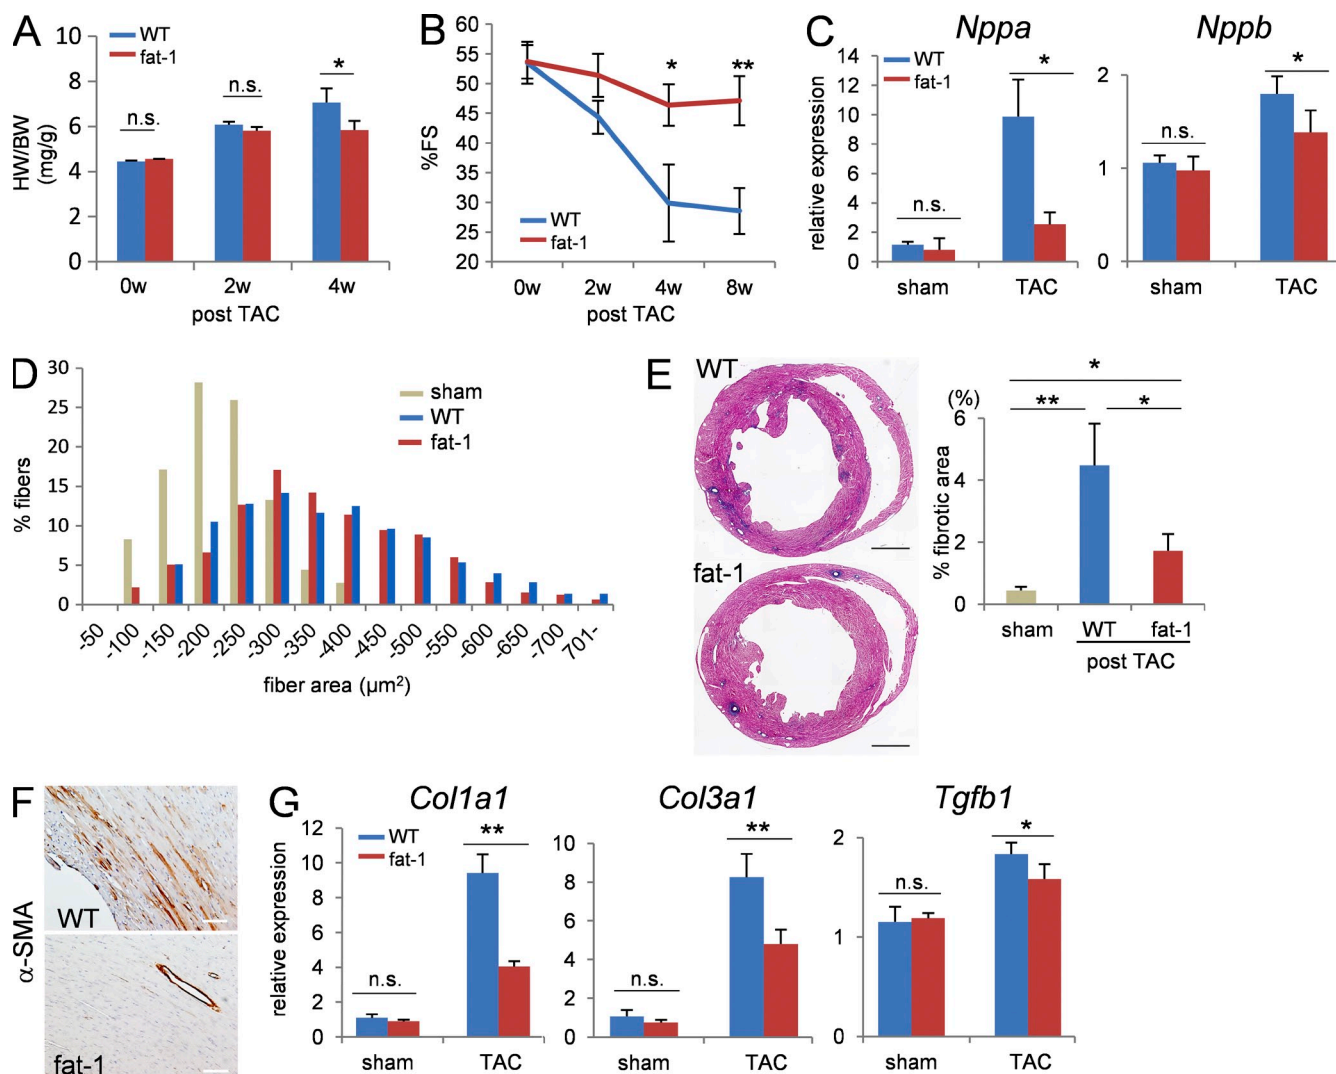 A
WT
fat-1
10
8
6
4
2
0
HW/BW
(mg/g)
n.s.
n.s.
*
0w
2w
4w
post TAC
B
60
55
50
45
40
35
30
25
20
%FS
*
**
WT
fat-1
0w
2w
4w
8w
post TAC
C
Nppa
WT
fat-1
14
12
10
8
6
4
2
0
relative expression
n.s.
*
sham
TAC
Nppb
2
1
0
n.s.
*
sham
TAC
D
30
25
20
15
10
5
0
% fibers
sham
WT
fat-1
-50
-100
-150
-200
-250
-300
-350
-400
-450
-500
-550
-600
-650
-700
701-
fiber area (µm²)
E
WT
fat-1
(%)
6
4
2
0
% fibrotic area
*
**
*
sham
WT
fat-1
post TAC
F
α-SMA
WT
fat-1
G
Col1a1
WT
fat-1
12
10
8
6
4
2
0
relative expression
n.s.
**
sham
TAC
Col3a1
10
8
6
4
2
0
n.s.
**
sham
TAC
Tgfb1
2
1
0
n.s.
*
sham
TAC